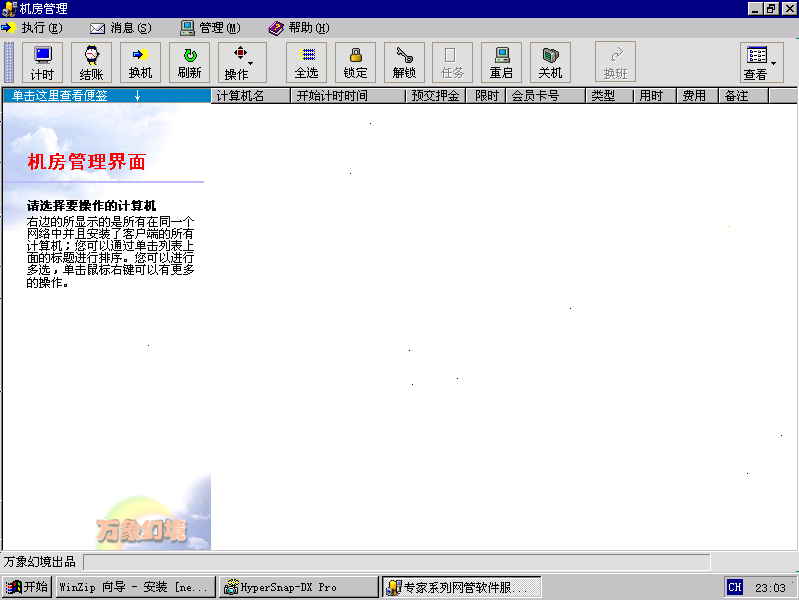 机房管理
执行(E) 消息(S) 管理(M) 帮助(H)
计时 结账 换机 刷新 操作 全选 锁定 解锁 任务 重启 关机 换班 查看
单击这里查看便签 ↓ 计算机名 开始计时时间 预交押金 限时 会员卡号 类型 用时 费用 备注
机房管理界面
请选择要操作的计算机
右边的所显示的是所有在同一个
网络中并且安装了客户端的所有
计算机；您可以通过单击列表上
面的标题进行排序。您可以进行
多选，单击鼠标右键可以有更多
的操作。
万象幻境
万象幻境出品
开始 WinZip 向导 - 安装 [ne... HyperSnap-DX Pro 专家系列网管软件服... CH 23:03